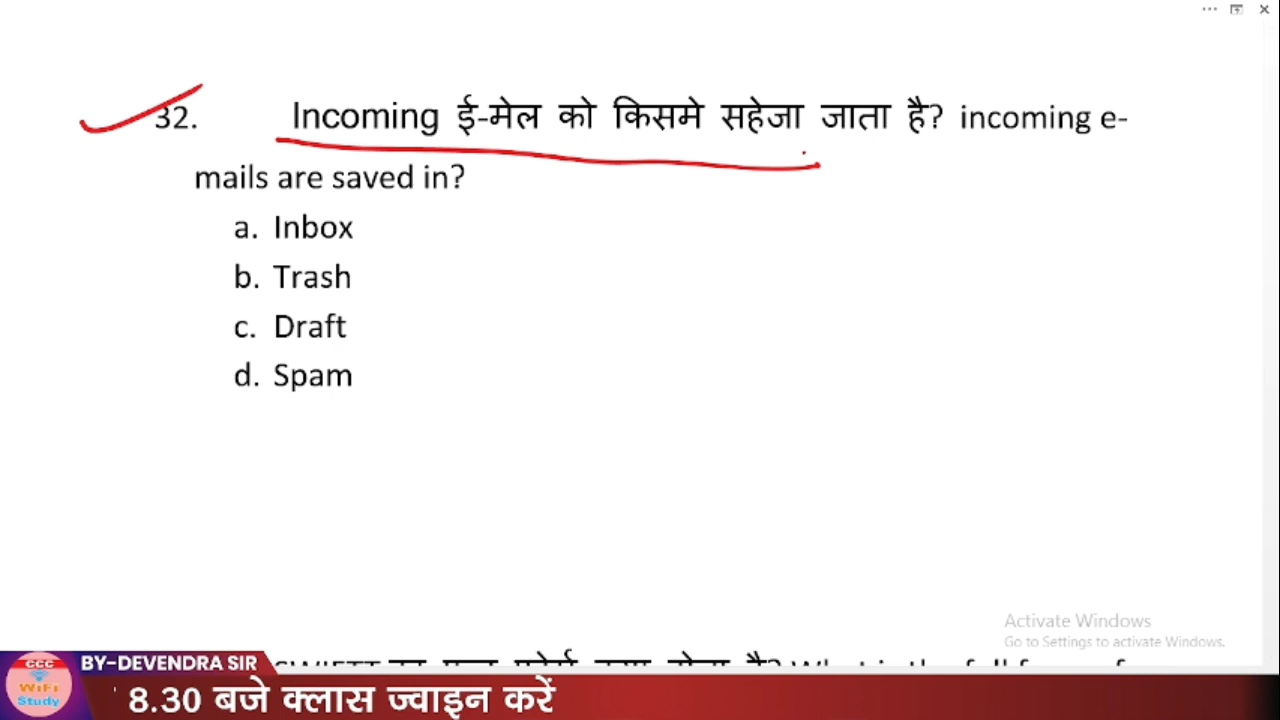 32. Incoming ई-मेल को किसमे सहेजा जाता है? incoming e-
mails are saved in?
a. Inbox
b. Trash
c. Draft
d. Spam
Activate Windows
Go to Settings to activate Windows.
CCC
WiFi
Study
BY-DEVENDRA SIR
8.30 बजे क्लास ज्वाइन करें